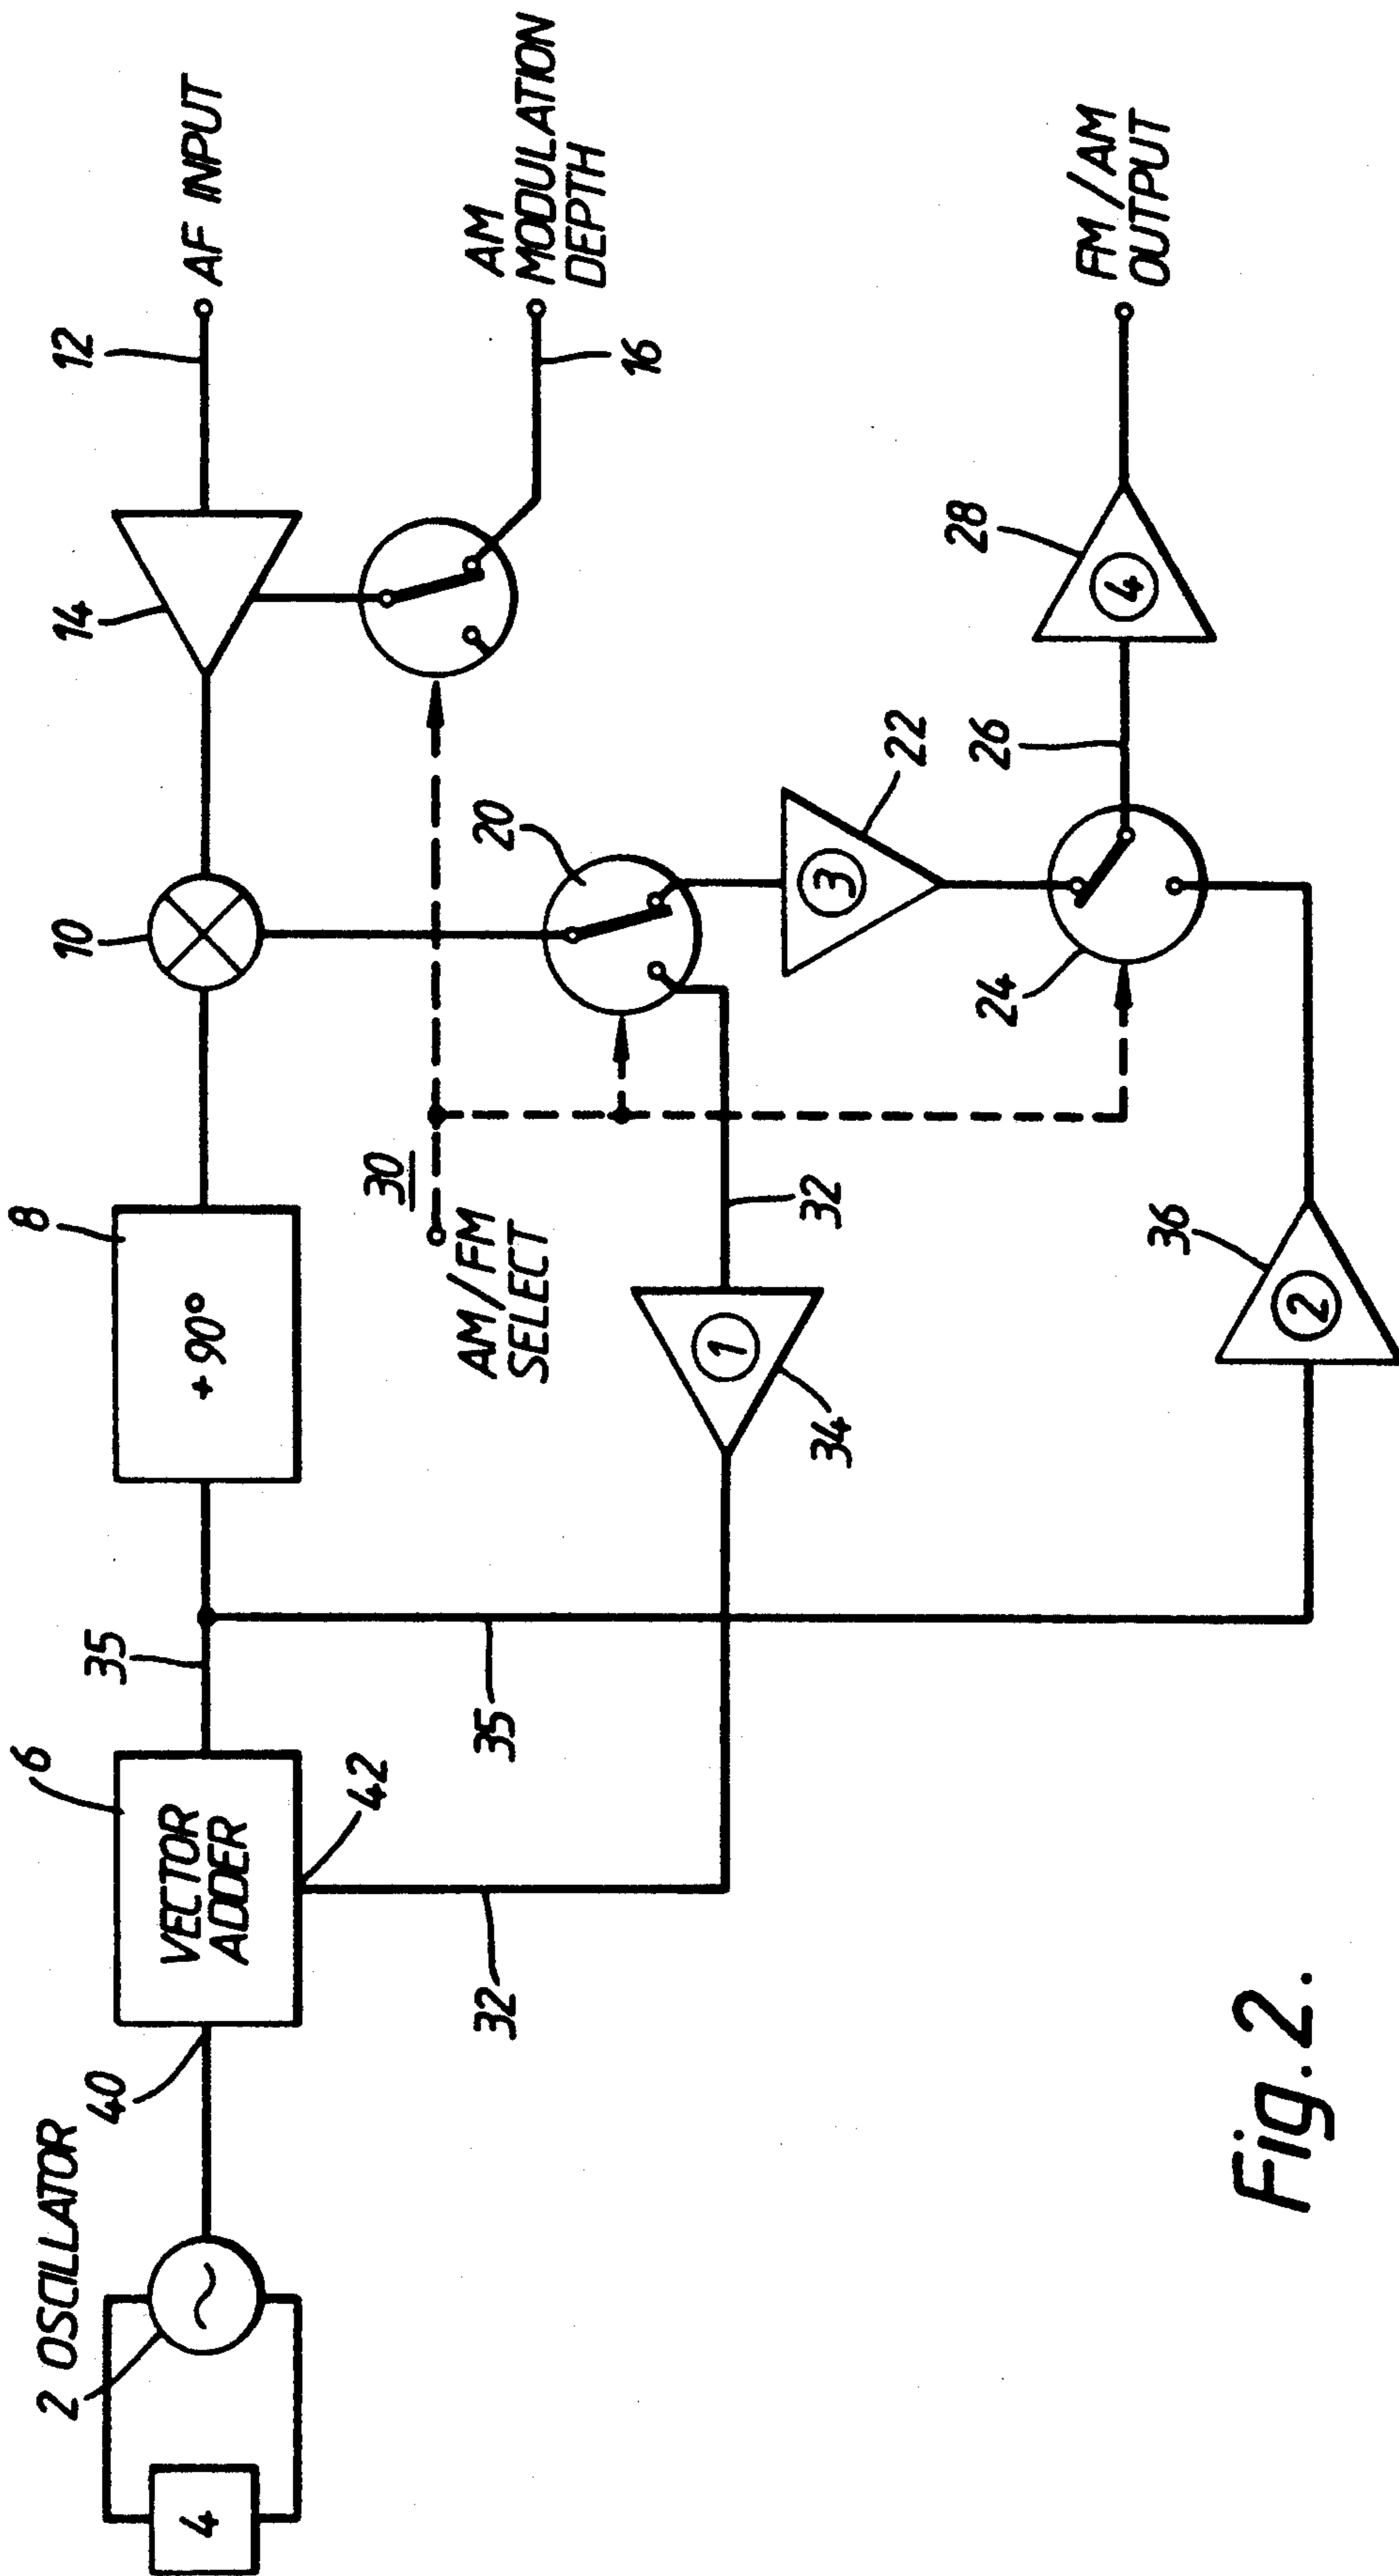 2 OSCILLATOR
4
40
6
VECTOR
ADDER
42
32
35
35
8
+90°
10
14
12
AF INPUT
AM
MODULATION
DEPTH
16
30
AM/FM
SELECT
20
32
1
34
3
22
24
26
28
4
FM/AM
OUTPUT
36
2
Fig. 2.